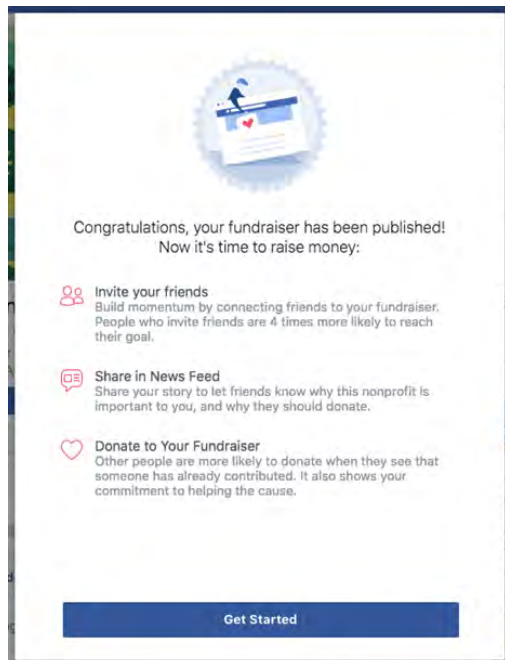 Congratulations, your fundraiser has been published!
Now it's time to raise money:
Invite your friends
Build momentum by connecting friends to your fundraiser.
People who invite friends are 4 times more likely to reach
their goal.
Share in News Feed
Share your story to let friends know why this nonprofit is
important to you, and why they should donate.
Donate to Your Fundraiser
Other people are more likely to donate when they see that
someone has already contributed. It also shows your
commitment to helping the cause.
Get Started